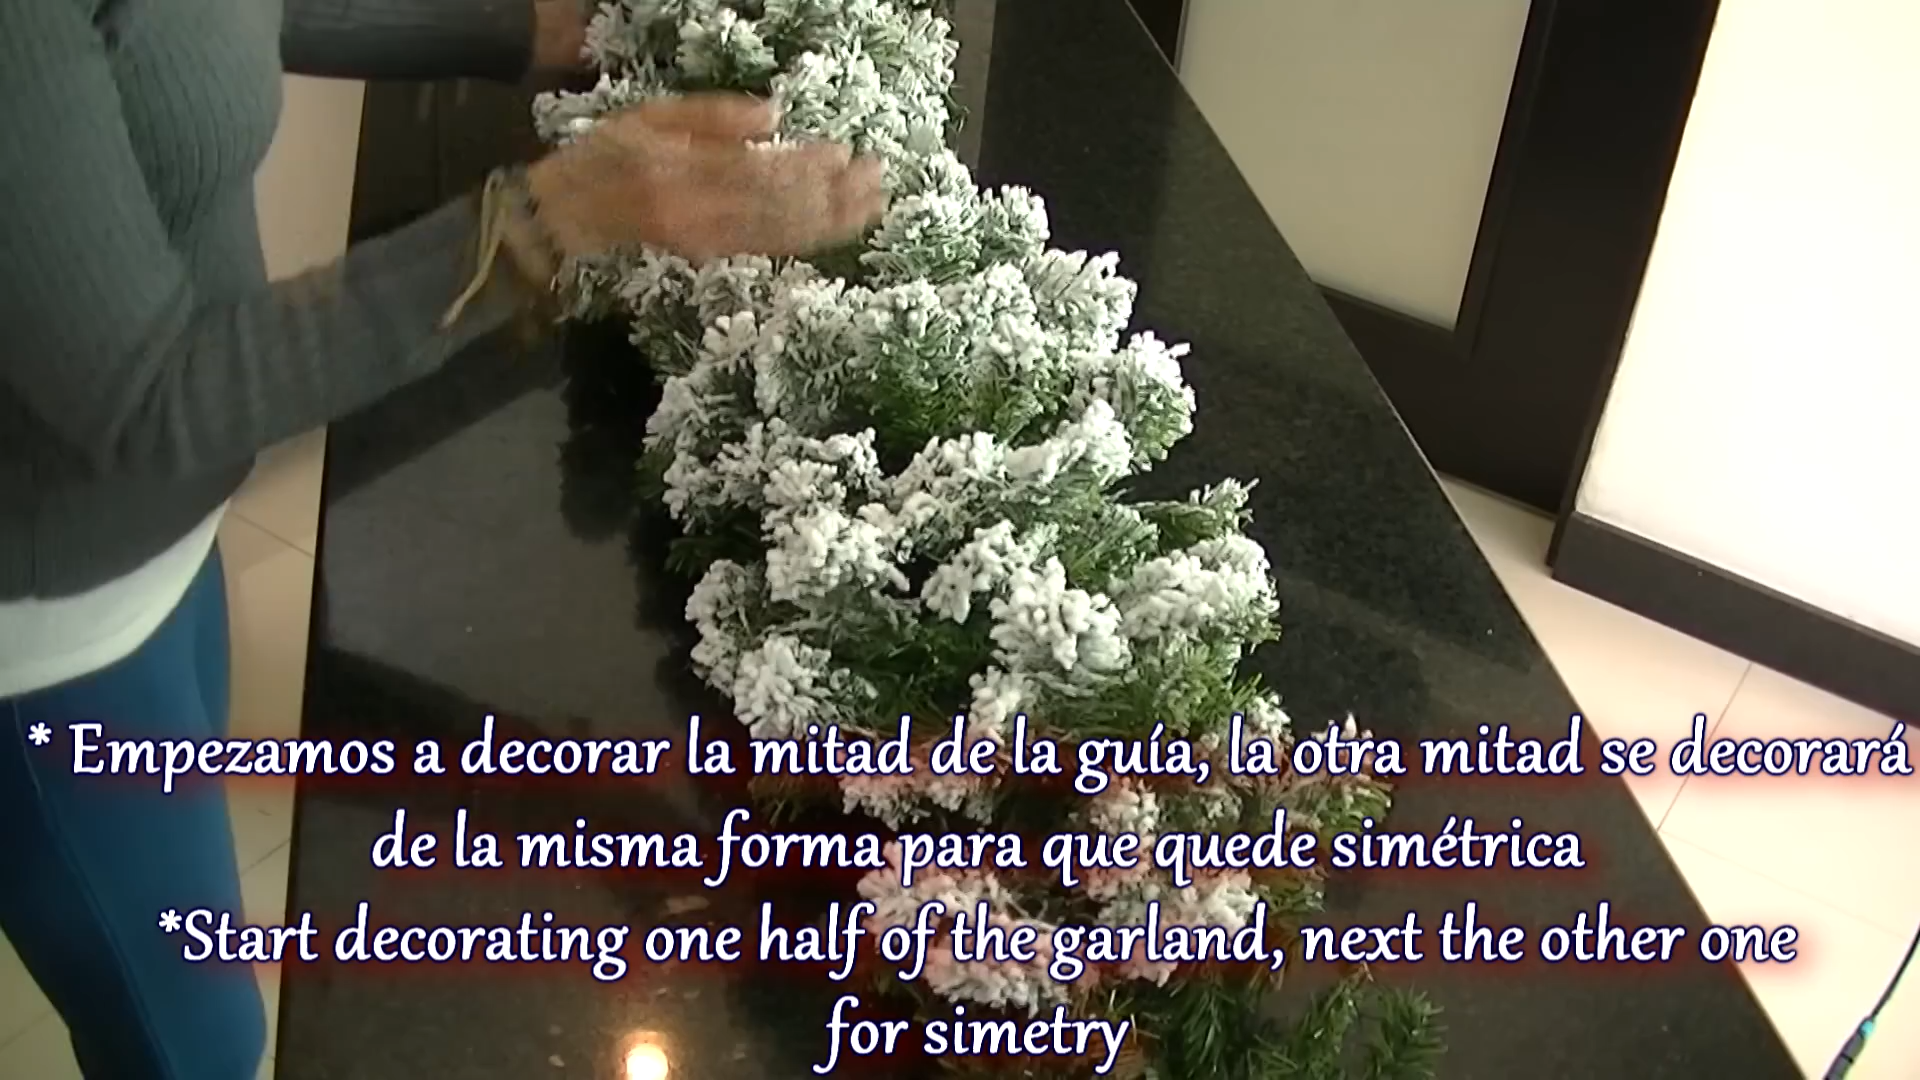 * Empezamos a decorar la mitad de la guía, la otra mitad se decorará
de la misma forma para que quede simétrica
*Start decorating one half of the garland, next the other one
for simetry